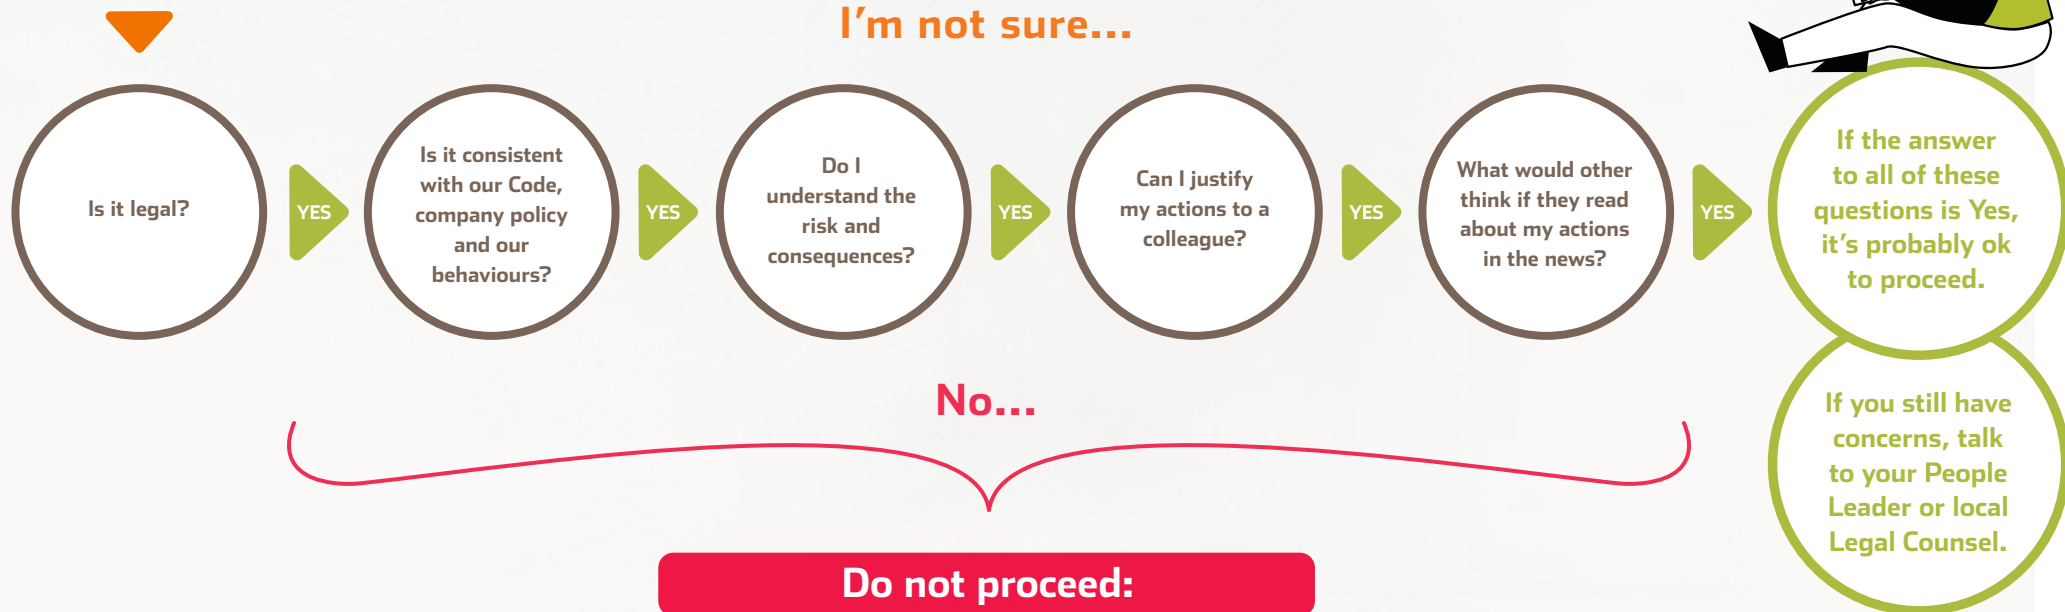 I'm not sure...
Is it legal?
YES
Is it consistent
with our Code,
company policy
and our
behaviours?
YES
Do I
understand the
risk and
consequences?
YES
Can I justify
my actions to a
colleague?
YES
What would other
think if they read
about my actions
in the news?
YES
If the answer
to all of these
questions is Yes,
it's probably ok
to proceed.
If you still have
concerns, talk
to your People
Leader or local
Legal Counsel.
No...
Do not proceed: